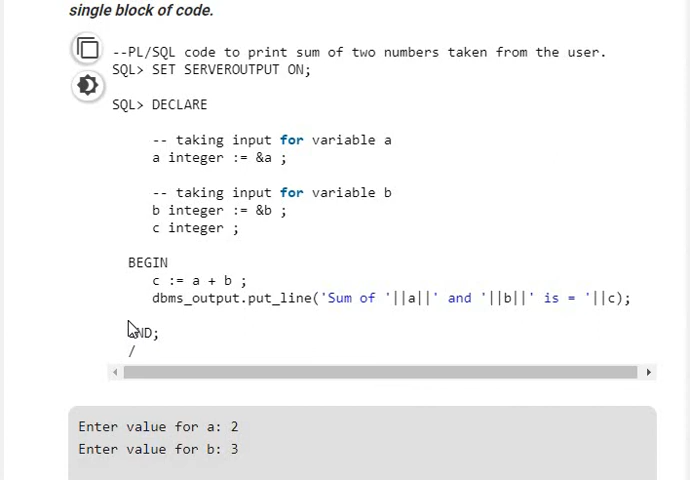 single block of code.
--PL/SQL code to print sum of two numbers taken from the user.
SQL> SET SERVEROUTPUT ON;
SQL> DECLARE
-- taking input for variable a
a integer := &a ;
-- taking input for variable b
b integer := &b ;
c integer ;
BEGIN
c := a + b ;
dbms_output.put_line('Sum of '||a||' and '||b||' is = '||c);
END;
/
Enter value for a: 2
Enter value for b: 3